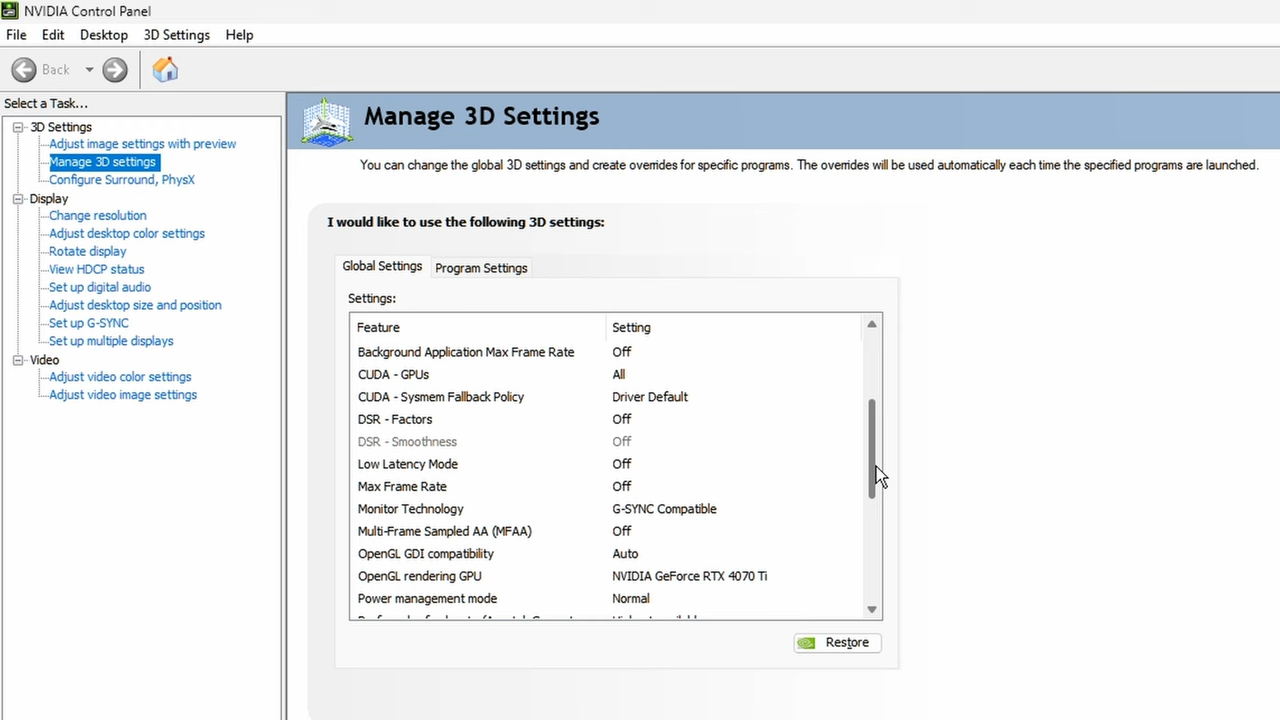 NVIDIA Control Panel
File Edit Desktop 3D Settings Help
Back
Select a Task...
3D Settings
Adjust image settings with preview
Manage 3D settings
Configure Surround, PhysX
Display
Change resolution
Adjust desktop color settings
Rotate display
View HDCP status
Set up digital audio
Adjust desktop size and position
Set up G-SYNC
Set up multiple displays
Video
Adjust video color settings
Adjust video image settings
Manage 3D Settings
You can change the global 3D settings and create overrides for specific programs. The overrides will be used automatically each time the specified programs are launched.
I would like to use the following 3D settings:
Global Settings Program Settings
Settings:
Feature Setting
Background Application Max Frame Rate Off
CUDA - GPUs All
CUDA - Sysmem Fallback Policy Driver Default
DSR - Factors Off
DSR - Smoothness Off
Low Latency Mode Off
Max Frame Rate Off
Monitor Technology G-SYNC Compatible
Multi-Frame Sampled AA (MFAA) Off
OpenGL GDI compatibility Auto
OpenGL rendering GPU NVIDIA GeForce RTX 4070 Ti
Power management mode Normal
Restore